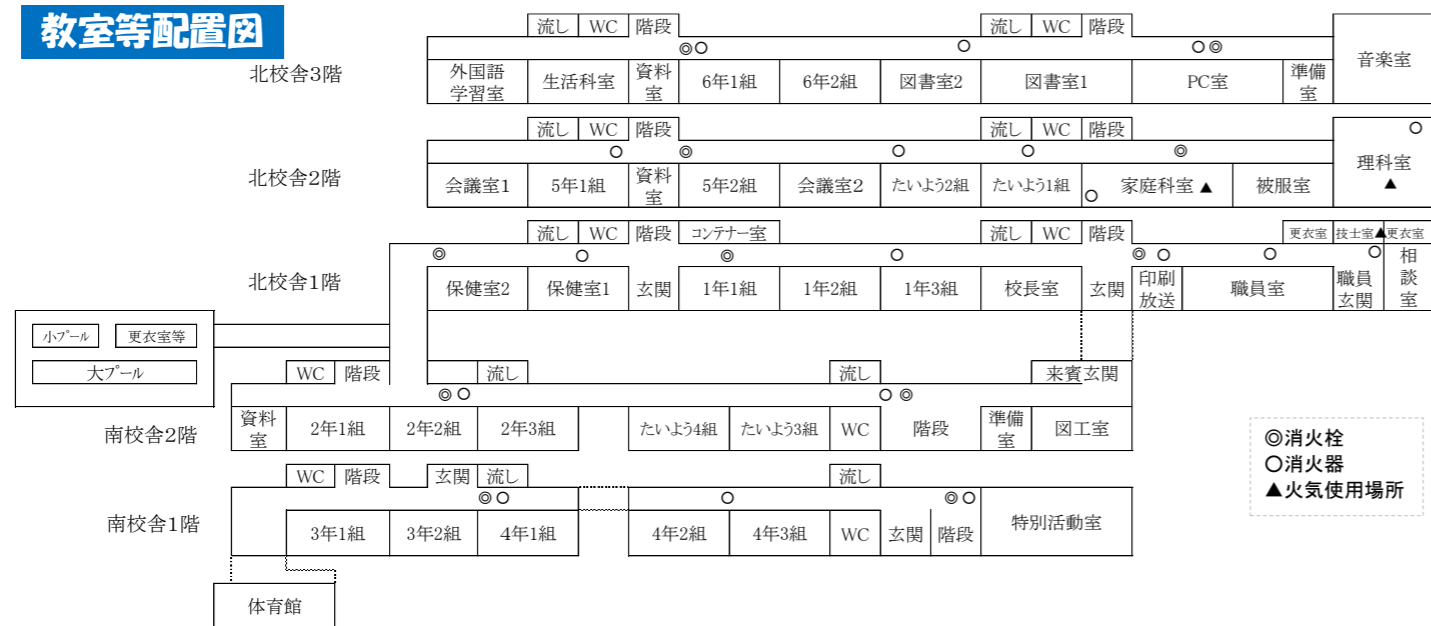 教室等配置図
流し WC 階段 流し WC 階段
◎○ ○ ○◎
北校舎3階
外国語学習室 生活科室 資料室 6年1組 6年2組 図書室2 図書室1 PC室 準備室 音楽室
流し WC 階段 流し WC 階段
○ ◎ ○ ○ ◎ ○
北校舎2階
会議室1 5年1組 資料室 5年2組 会議室2 たいよう2組 たいよう1組 ○ 家庭科室 ▲ 被服室 理科室 ▲
流し WC 階段 コンテナー室 流し WC 階段 更衣室 技士室▲更衣室
◎ ○ ◎ ○ ◎ ○ ○ ○
北校舎1階
保健室2 保健室1 玄関 1年1組 1年2組 1年3組 校長室 玄関 印刷放送 職員室 職員玄関 相談室
小プール 更衣室等
大プール
WC 階段 流し 流し 来賓玄関
◎ ○ ○ ◎
南校舎2階
資料室 2年1組 2年2組 2年3組 たいよう4組 たいよう3組 WC 階段 準備室 図工室
WC 階段 玄関 流し 流し
◎ ○ ○ ◎ ○
南校舎1階
3年1組 3年2組 4年1組 4年2組 4年3組 WC 玄関 階段 特別活動室
体育館
◎消火栓
○消火器
▲火気使用場所